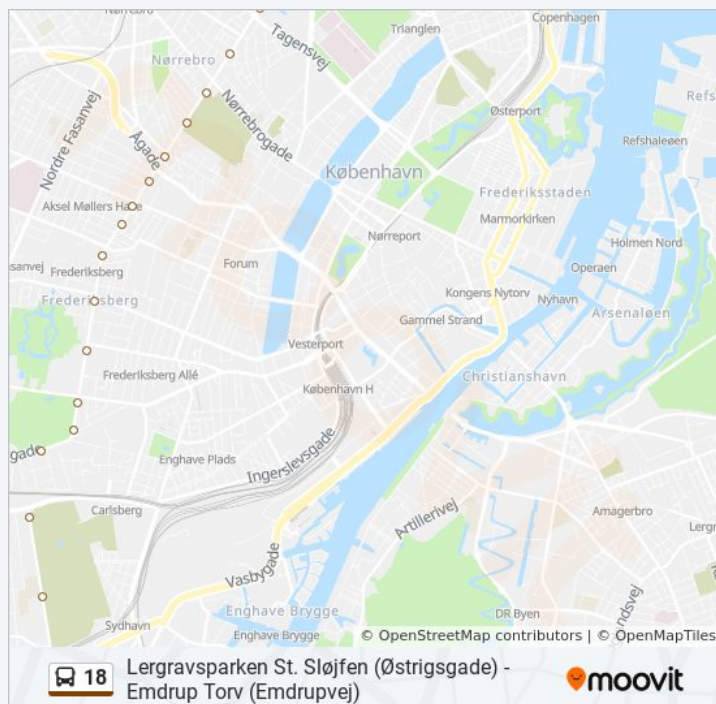 Copenhagen
Trianglen
Tagensvej
Nørrebro
Refs
Nørrebrogade
Østerport
Nordre Fasanvej
Ågade
Refshaleøen
København
Frederiksstaden
Aksel Møllers Have
Marmorkirken
Nørreport
Holmen Nord
Forum
Operaen
Frederiksberg
Kongens Nytorv
Nyhavn
Frederiksberg
Arsenaløen
Gammel Strand
Vesterport
Frederiksberg Allé
Christianshavn
København H
Enghave Plads
Ingerslevsgade
Carlsberg
Artillerivej
Amagerbro
Vasbygade
Sydhavn
Enghave Brygge
DR Byen
Enghave Brygge
© OpenStreetMap contributors | © OpenMapTiles
18 Lergravsparken St. Sløjfen (Østrigsgade) -
Emdrup Torv (Emdrupvej)
moovit